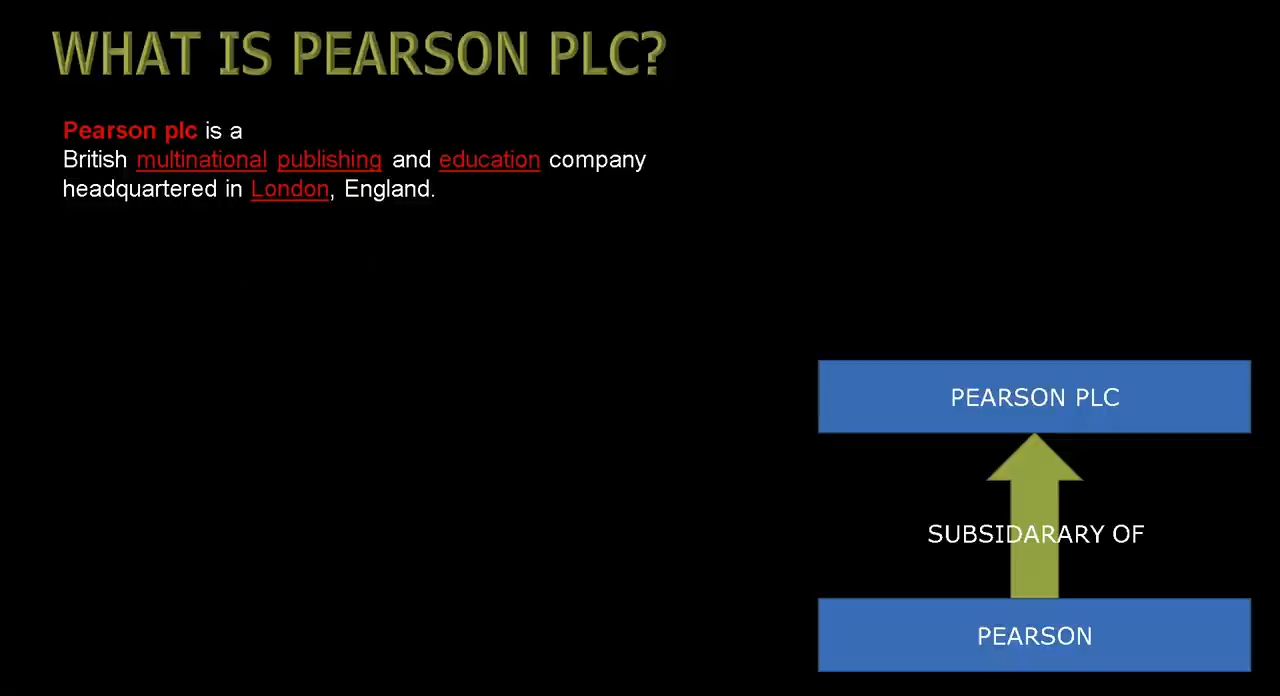 WHAT IS PEARSON PLC?
Pearson plc is a
British multinational publishing and education company
headquartered in London, England.
PEARSON PLC
SUBSIDARARY OF
PEARSON